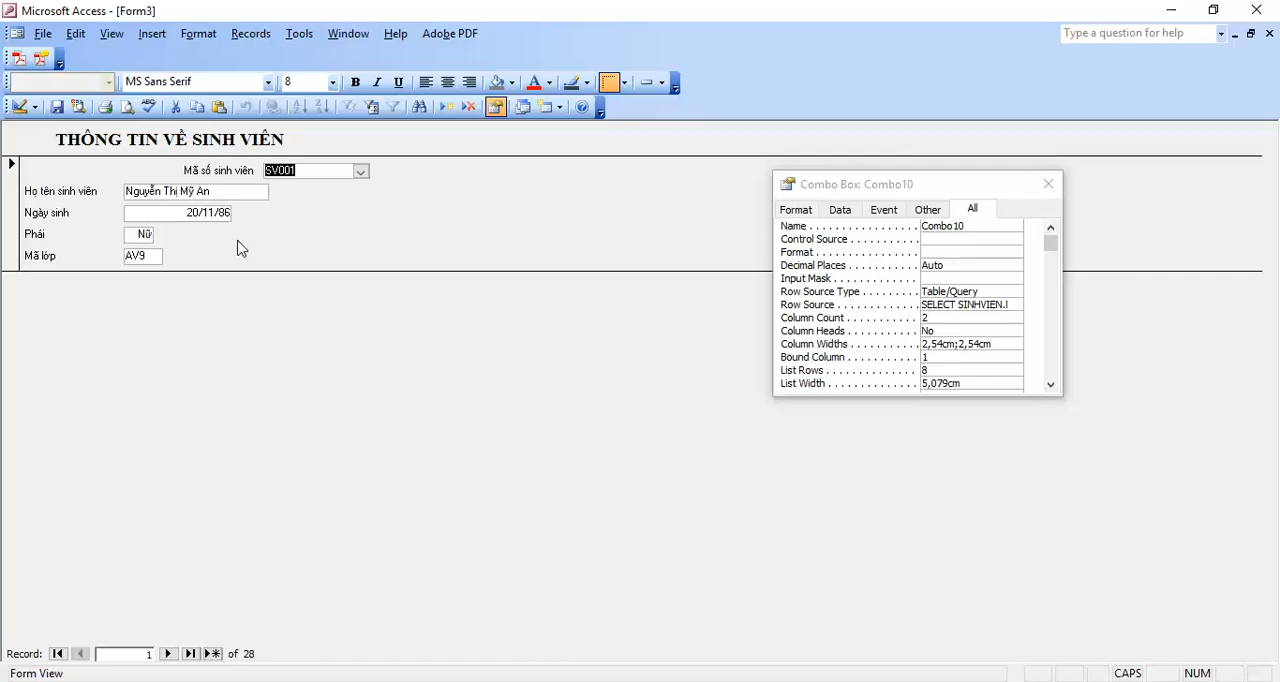 Microsoft Access - [Form3]
File Edit View Insert Format Records Tools Window Help Adobe PDF
Type a question for help
MS Sans Serif 8 B I U A
THÔNG TIN VỀ SINH VIÊN
Mã số sinh viên SV001
Họ tên sinh viên Nguyễn Thị Mỹ An
Ngày sinh 20/11/86
Phái Nữ
Mã lớp AV9
Combo Box: Combo10
Format Data Event Other All
Name . . . . . . . . . . . . . . . . . Combo10
Control Source . . . . . . . . . . .
Format . . . . . . . . . . . . . . . .
Decimal Places . . . . . . . . . . . Auto
Input Mask . . . . . . . . . . . . .
Row Source Type . . . . . . . . . Table/Query
Row Source . . . . . . . . . . . . . SELECT SINHVIEN.
Column Count . . . . . . . . . . . 2
Column Heads . . . . . . . . . . . No
Column Widths . . . . . . . . . . . 2,54cm;2,54cm
Bound Column . . . . . . . . . . . 1
List Rows . . . . . . . . . . . . . . 8
List Width . . . . . . . . . . . . . . 5,079cm
Record: 1 of 28
Form View CAPS NUM